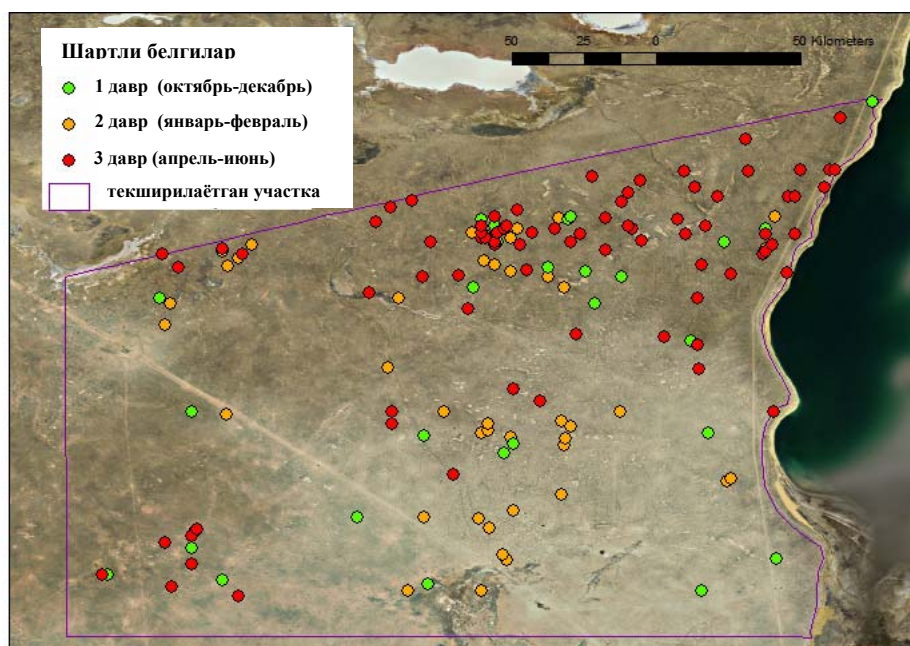 Шартли белгилар
1 давр (октябрь-декабрь)
2 давр (январь-февраль)
3 давр (апрель-июнь)
текширилаётган участка
50 25 0 50 Kilometers